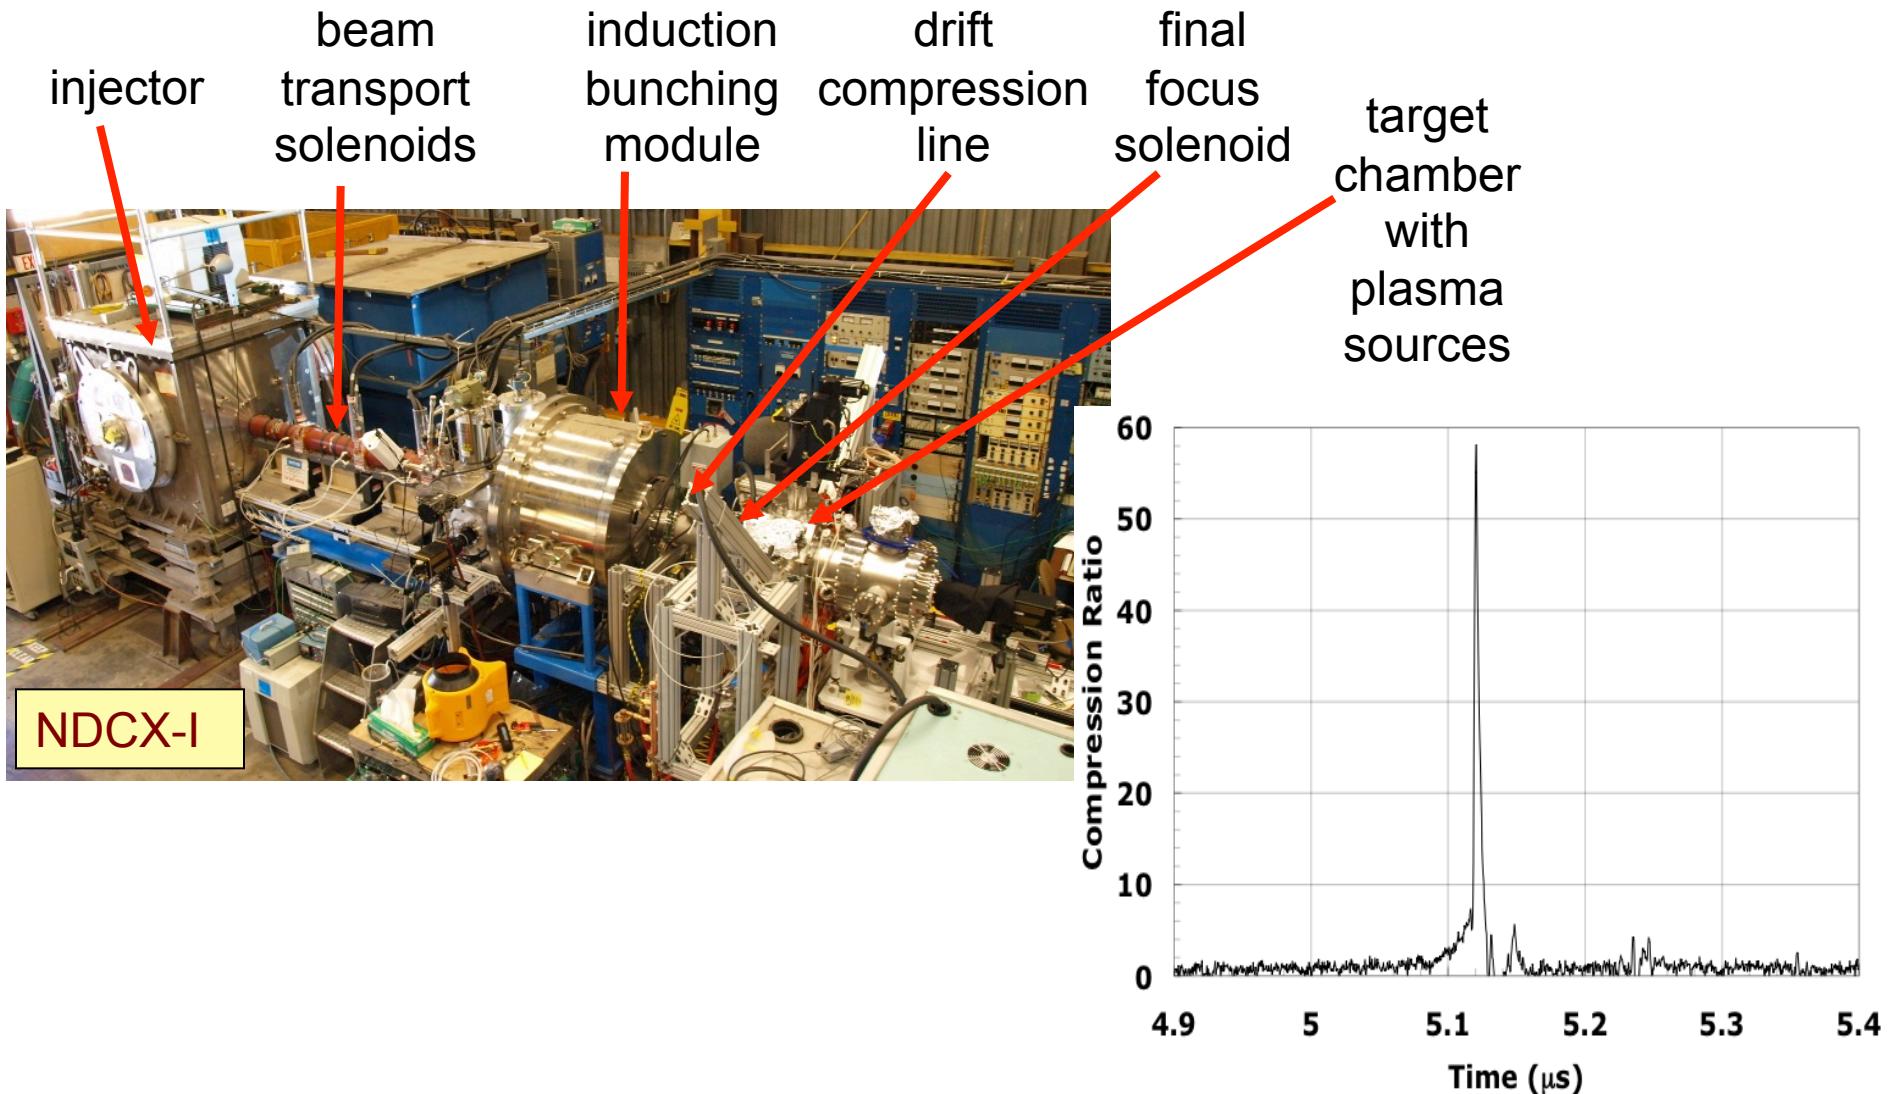 injector
beam
transport
solenoids
induction
bunching
module
drift
compression
line
final
focus
solenoid
target
chamber
with
plasma
sources
EX
NDCX-I
Compression Ratio
60
50
40
30
20
10
0
4.9
5
5.1
5.2
5.3
5.4
Time (μs)